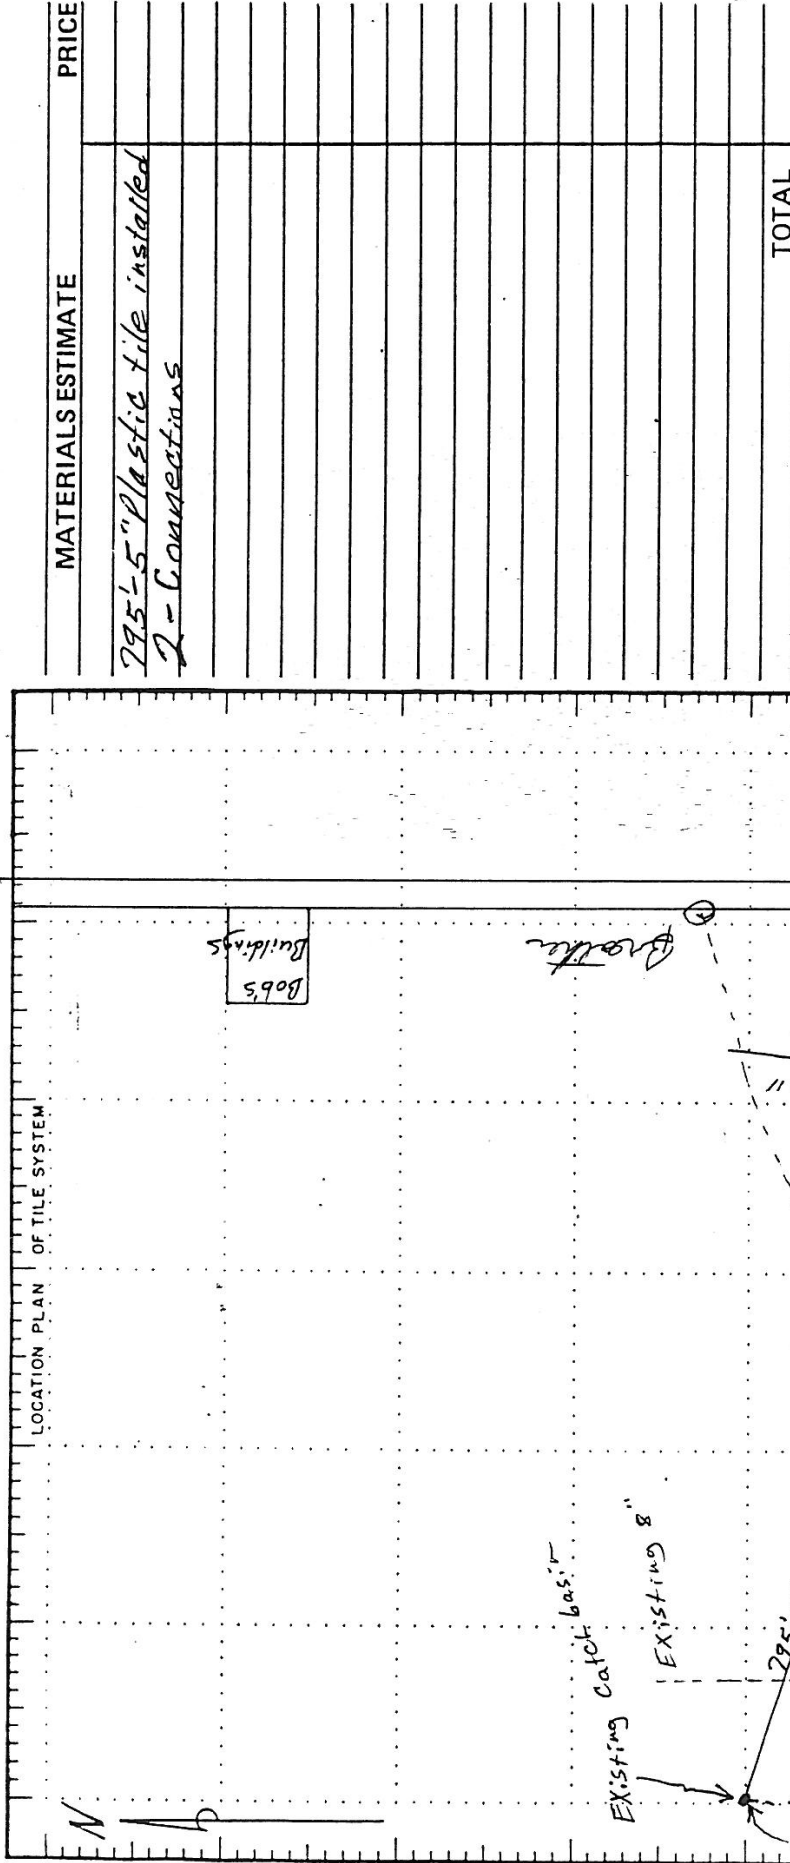 MATERIALS ESTIMATE PRICE
295'-5" Plastic tile installed
2-Connections
TOTAL
LOCATION PLAN OF TILE SYSTEM
N
Bob's
Buildings
Breather
Existing Catch basin
Existing 8"
295'
"